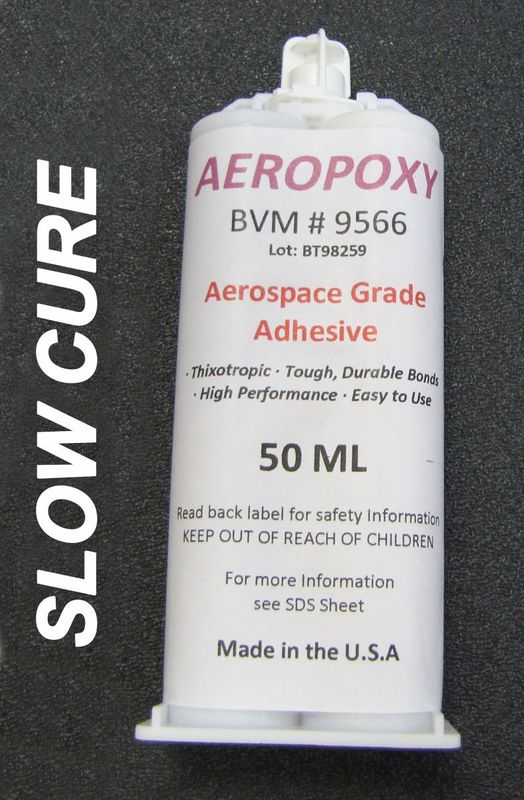 SLOW CURE
AEROPOXY
BVM # 9566
Lot: BT98259
Aerospace Grade
Adhesive
· Thixotropic · Tough, Durable Bonds
· High Performance · Easy to Use
50 ML
Read back label for safety Information
KEEP OUT OF REACH OF CHILDREN
For more Information
see SDS Sheet
Made in the U.S.A